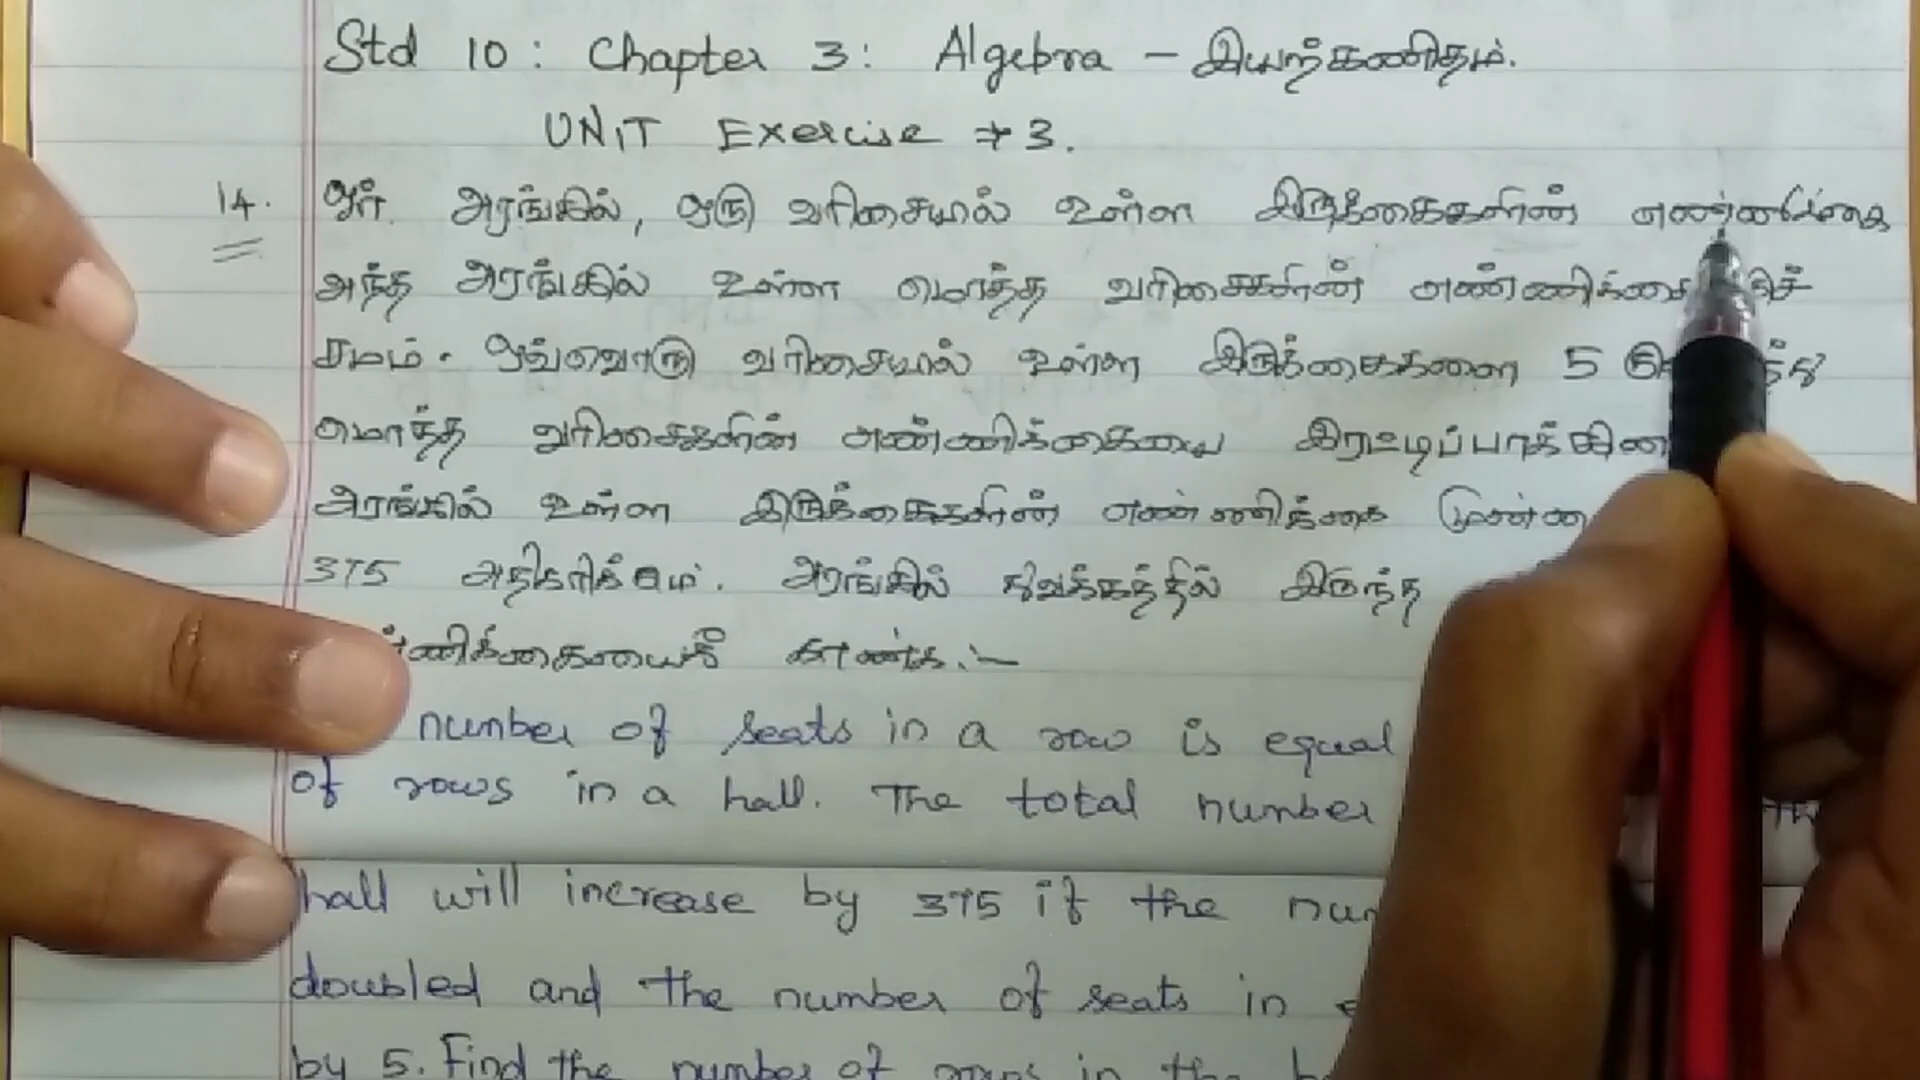 Std 10 : Chapter 3 : Algebra - இயற்கணிதம்.
UNIT Exercise 3.
14. ஓர் அரங்கில், ஒரு வரிசையில் உள்ள இருக்கைகளின் எண்ணிக்கை
அந்த அரங்கில் உள்ள மொத்த வரிசைகளின்
சமம். ஒவ்வொரு வரிசையில் உள்ள இருக்கைகளை 5
மொத்த வரிசைகளின் எண்ணிக்கையை
அரங்கில் உள்ள இருக்கைகளின் எண்ணிக்கை
375 அதிகரிக்கும். அரங்கில் துவக்கத்தில் இருந்த
காண்க.
number of seats in a row is equal
of rows in a hall. The total number
hall will increase by 375 if the
doubled and the number of seats in
by 5. Find the number of rows in the